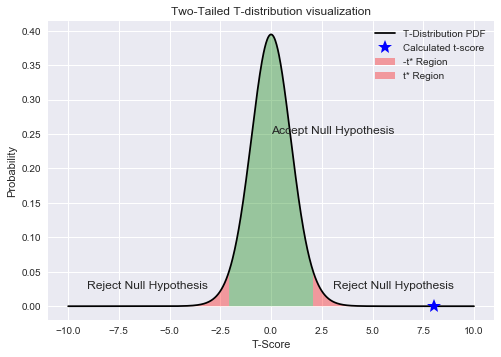 Two-Tailed T-distribution visualization
T-Distribution PDF
Calculated t-score
-t* Region
t* Region
Accept Null Hypothesis
Reject Null Hypothesis
Reject Null Hypothesis
0.40
0.35
0.30
0.25
0.20
0.15
0.10
0.05
0.00
Probability
−10.0 −7.5 −5.0 −2.5 0.0 2.5 5.0 7.5 10.0
T-Score